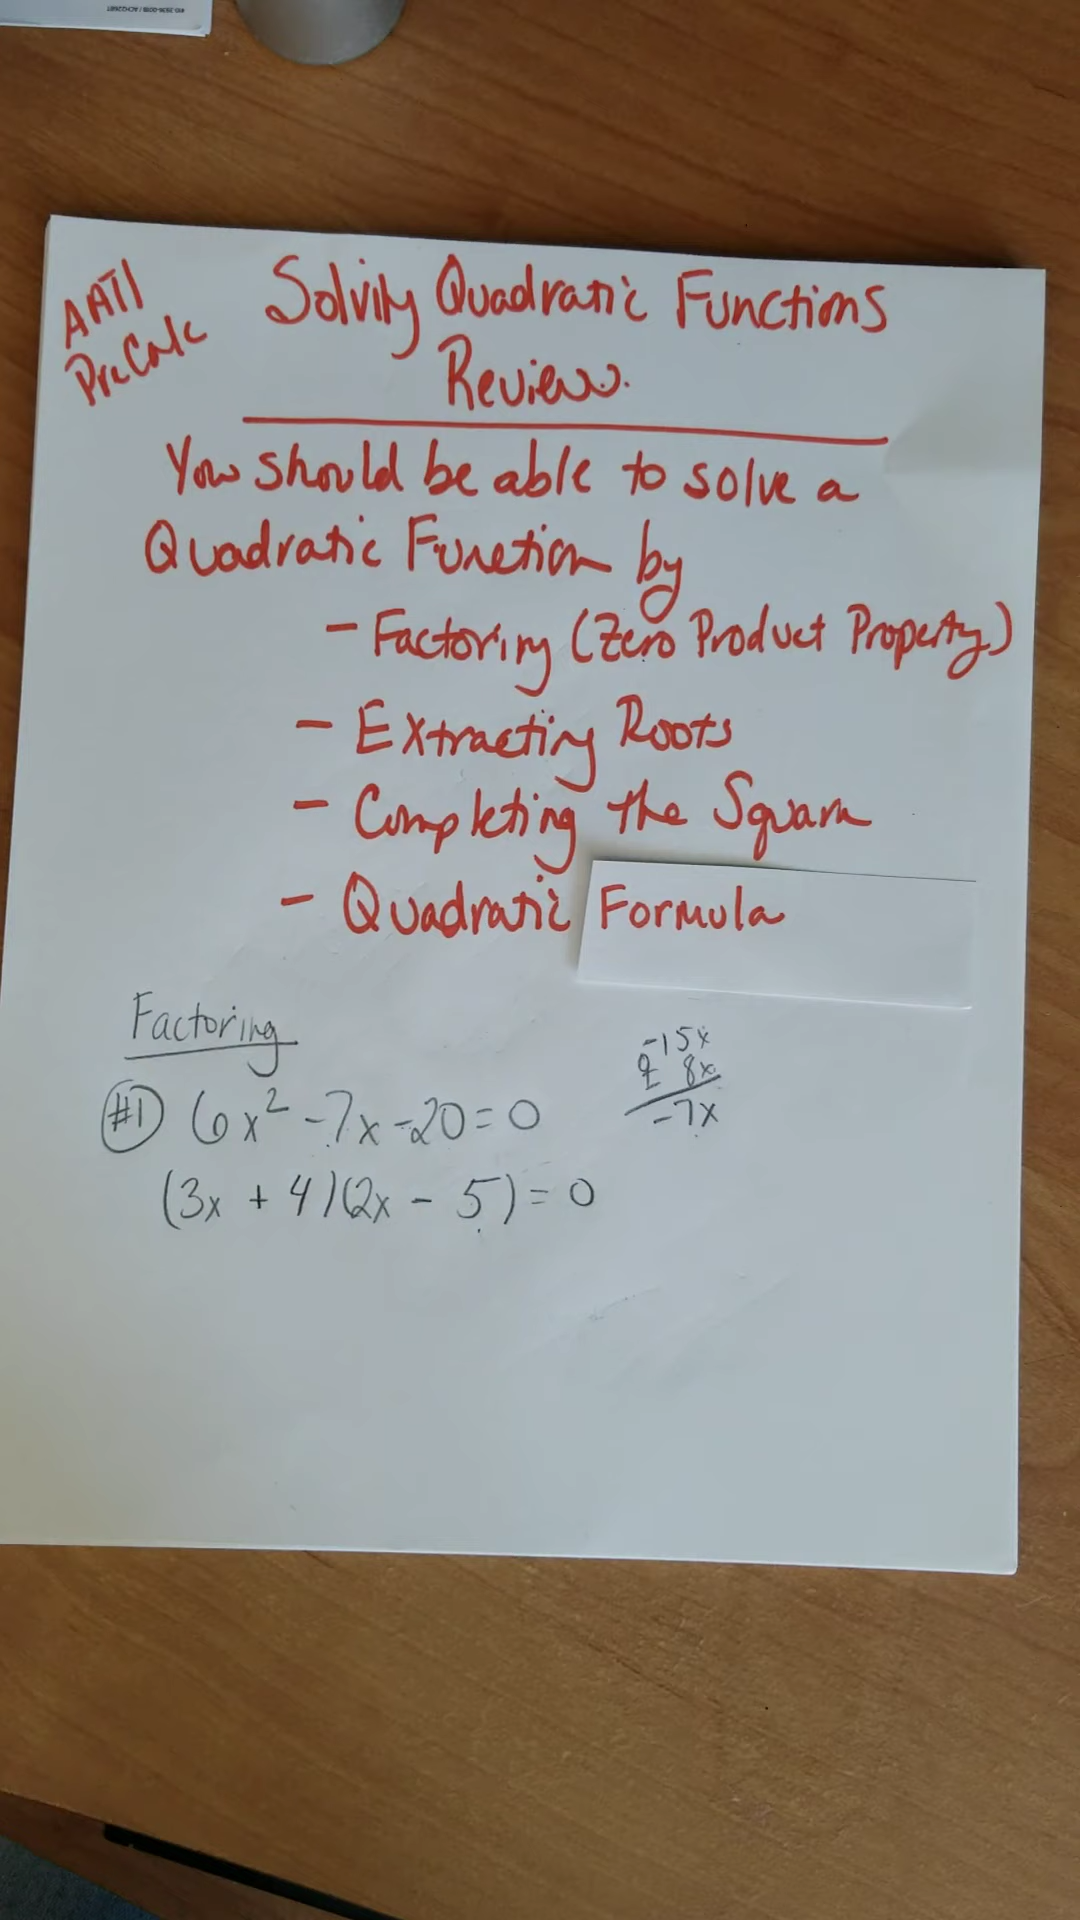 AAT11
PreCalc
Solving Quadratic Functions
Review.
You should be able to solve a
Quadratic Function by
- Factoring (Zero Product Property)
- Extracting Roots
- Completing the Square
- Quadratic Formula
Factoring
#1 6x² -7x -20=0
(3x + 4)(2x - 5)=0
-15x
8x
-7x